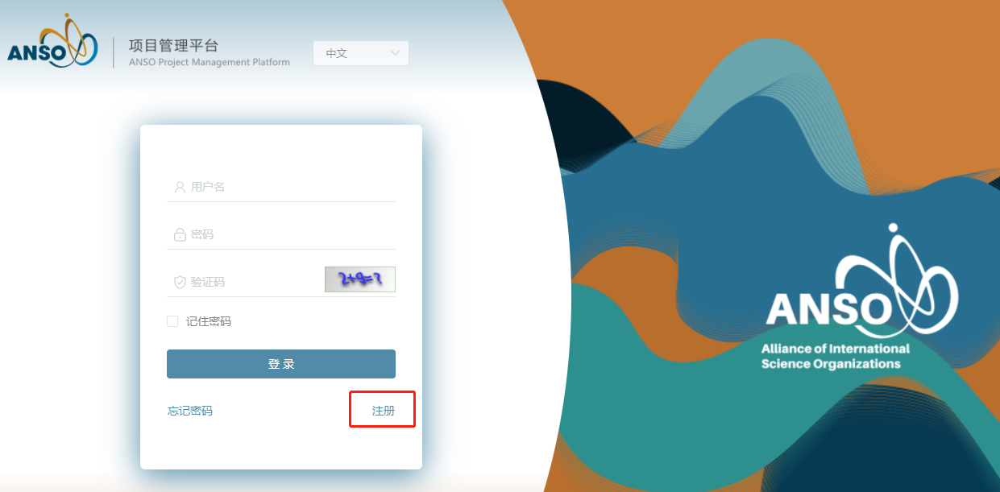 ANSO
项目管理平台
ANSO Project Management Platform
中文
用户名
密码
验证码
2+9=?
记住密码
登录
忘记密码
注册
ANSO
Alliance of International
Science Organizations